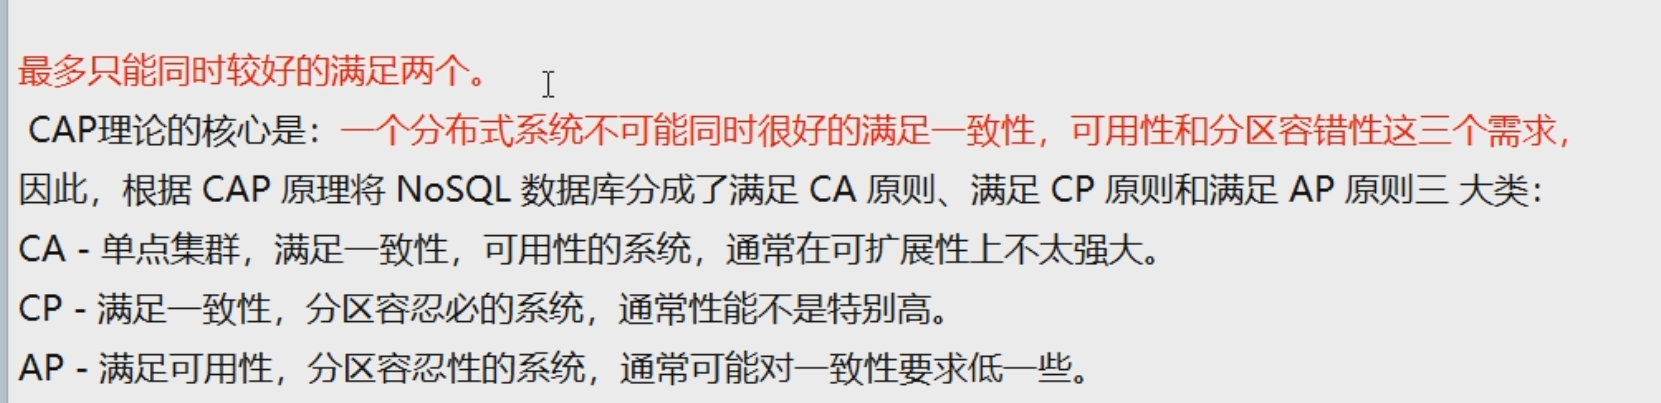 最多只能同时较好的满足两个。
CAP理论的核心是：一个分布式系统不可能同时很好的满足一致性，可用性和分区容错性这三个需求，
因此，根据 CAP 原理将 NoSQL 数据库分成了满足 CA 原则、满足 CP 原则和满足 AP 原则三 大类：
CA - 单点集群，满足一致性，可用性的系统，通常在可扩展性上不太强大。
CP - 满足一致性，分区容忍必的系统，通常性能不是特别高。
AP - 满足可用性，分区容忍性的系统，通常可能对一致性要求低一些。